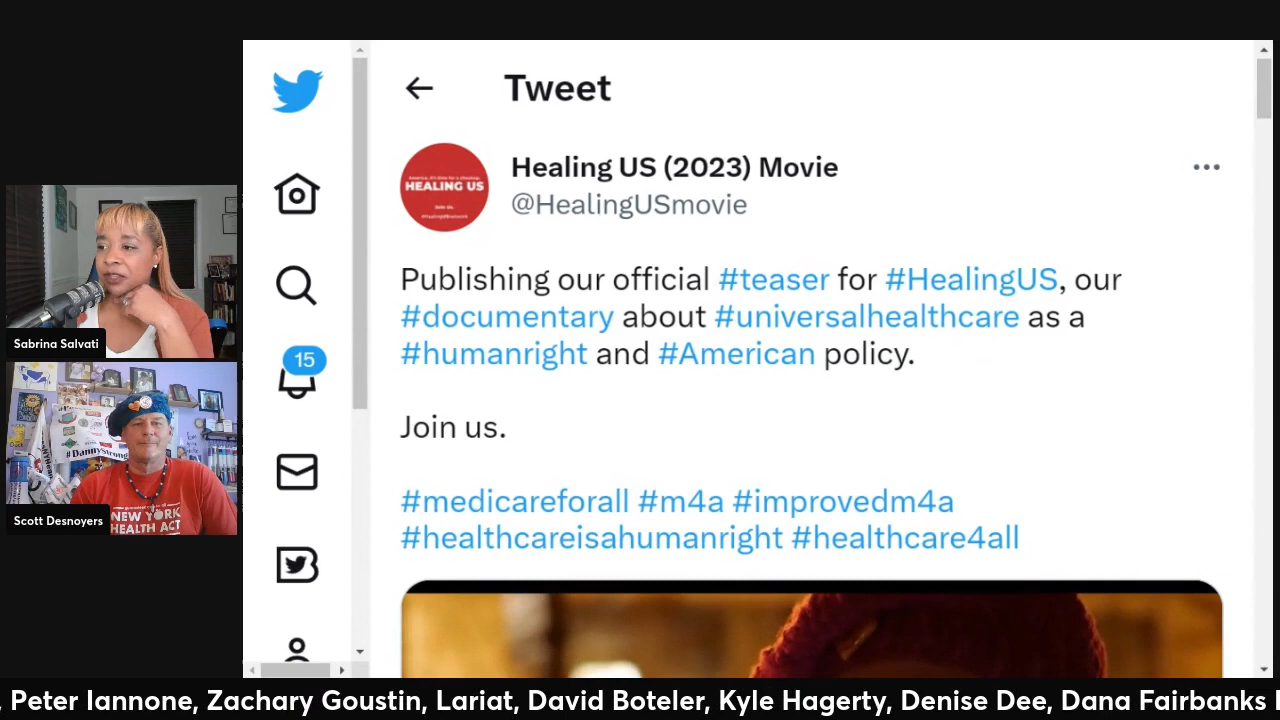 Tweet
HEALING US
Healing US (2023) Movie
@HealingUSmovie
Publishing our official #teaser for #HealingUS, our
#documentary about #universalhealthcare as a
#humanright and #American policy.
Join us.
#medicareforall #m4a #improvedm4a
#healthcareisahumanright #healthcare4all
15
Sabrina Salvati
#Dannystrong
NEW YORK
HEALTH ACT
Scott Desnoyers
, Peter Iannone, Zachary Goustin, Lariat, David Boteler, Kyle Hagerty, Denise Dee, Dana Fairbanks